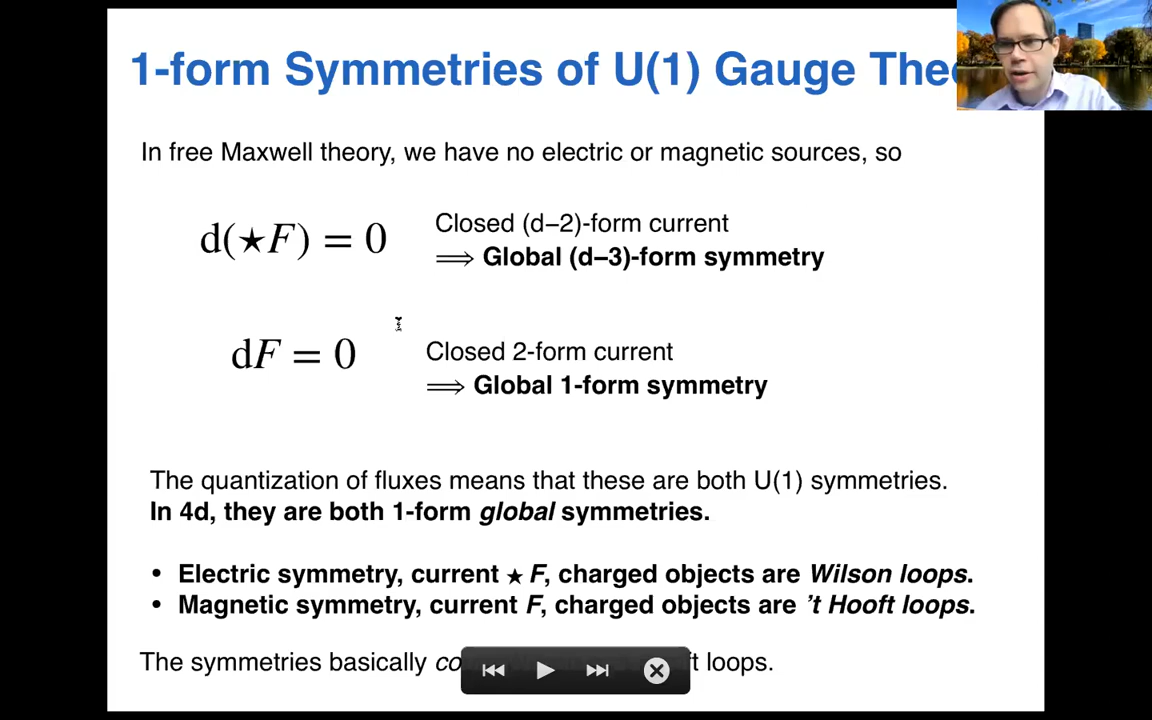 1-form Symmetries of U(1) Gauge
In free Maxwell theory, we have no electric or magnetic sources, so
d(⋆F) = 0
Closed (d–2)-form current
⟹ Global (d–3)-form symmetry
dF = 0
Closed 2-form current
⟹ Global 1-form symmetry
The quantization of fluxes means that these are both U(1) symmetries.
In 4d, they are both 1-form global symmetries.
• Electric symmetry, current ⋆ F, charged objects are Wilson loops.
• Magnetic symmetry, current F, charged objects are 't Hooft loops.
The symmetries basically loops.